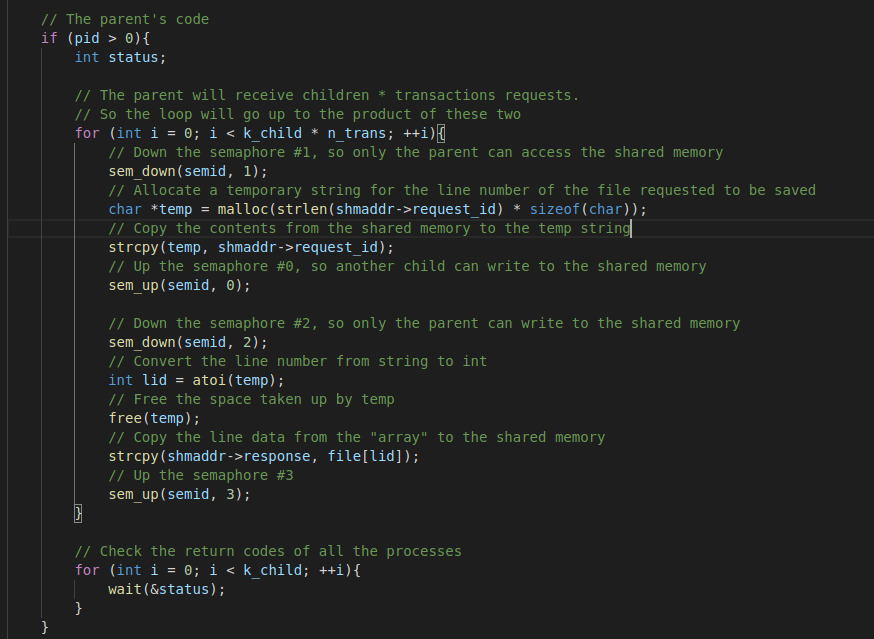 // The parent's code
if (pid > 0){
int status;
// The parent will receive children * transactions requests.
// So the loop will go up to the product of these two
for (int i = 0; i < k_child * n_trans; ++i){
// Down the semaphore #1, so only the parent can access the shared memory
sem_down(semid, 1);
// Allocate a temporary string for the line number of the file requested to be saved
char *temp = malloc(strlen(shmaddr->request_id) * sizeof(char));
// Copy the contents from the shared memory to the temp string
strcpy(temp, shmaddr->request_id);
// Up the semaphore #0, so another child can write to the shared memory
sem_up(semid, 0);
// Down the semaphore #2, so only the parent can write to the shared memory
sem_down(semid, 2);
// Convert the line number from string to int
int lid = atoi(temp);
// Free the space taken up by temp
free(temp);
// Copy the line data from the "array" to the shared memory
strcpy(shmaddr->response, file[lid]);
// Up the semaphore #3
sem_up(semid, 3);
}
// Check the return codes of all the processes
for (int i = 0; i < k_child; ++i){
wait(&status);
}
}